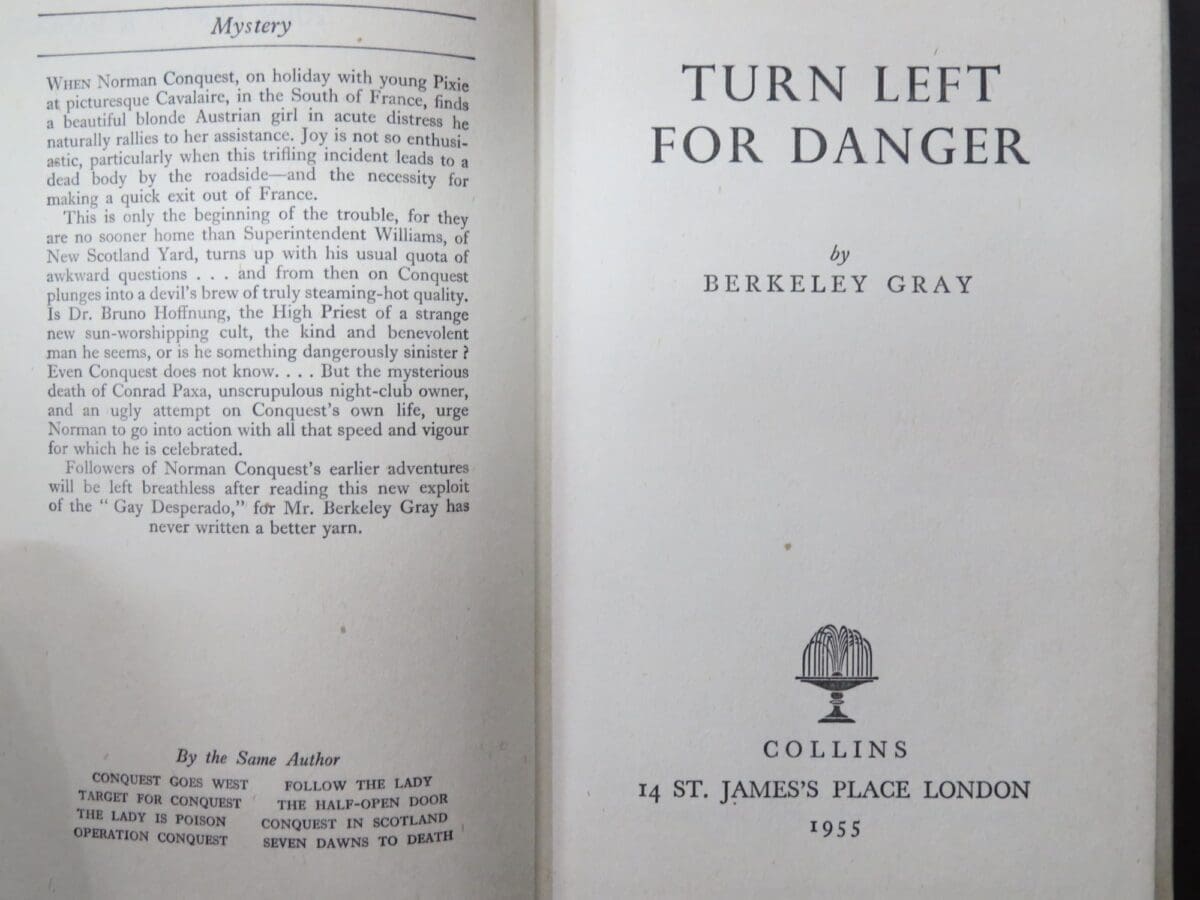 Mystery
WHEN Norman Conquest, on holiday with young Pixie
at picturesque Cavalaire, in the South of France, finds
a beautiful blonde Austrian girl in acute distress he
naturally rallies to her assistance. Joy is not so enthusi-
astic, particularly when this trifling incident leads to a
dead body by the roadside—and the necessity for
making a quick exit out of France.
This is only the beginning of the trouble, for they
are no sooner home than Superintendent Williams, of
New Scotland Yard, turns up with his usual quota of
awkward questions . . . and from then on Conquest
plunges into a devil's brew of truly steaming-hot quality.
Is Dr. Bruno Hoffnung, the High Priest of a strange
new sun-worshipping cult, the kind and benevolent
man he seems, or is he something dangerously sinister ?
Even Conquest does not know. . . . But the mysterious
death of Conrad Paxa, unscrupulous night-club owner,
and an ugly attempt on Conquest's own life, urge
Norman to go into action with all that speed and vigour
for which he is celebrated.
Followers of Norman Conquest's earlier adventures
will be left breathless after reading this new exploit
of the “ Gay Desperado,” for Mr. Berkeley Gray has
never written a better yarn.
By the Same Author
CONQUEST GOES WEST FOLLOW THE LADY
TARGET FOR CONQUEST THE HALF-OPEN DOOR
THE LADY IS POISON CONQUEST IN SCOTLAND
OPERATION CONQUEST SEVEN DAWNS TO DEATH
TURN LEFT
FOR DANGER
by
BERKELEY GRAY
COLLINS
14 ST. JAMES'S PLACE LONDON
1955